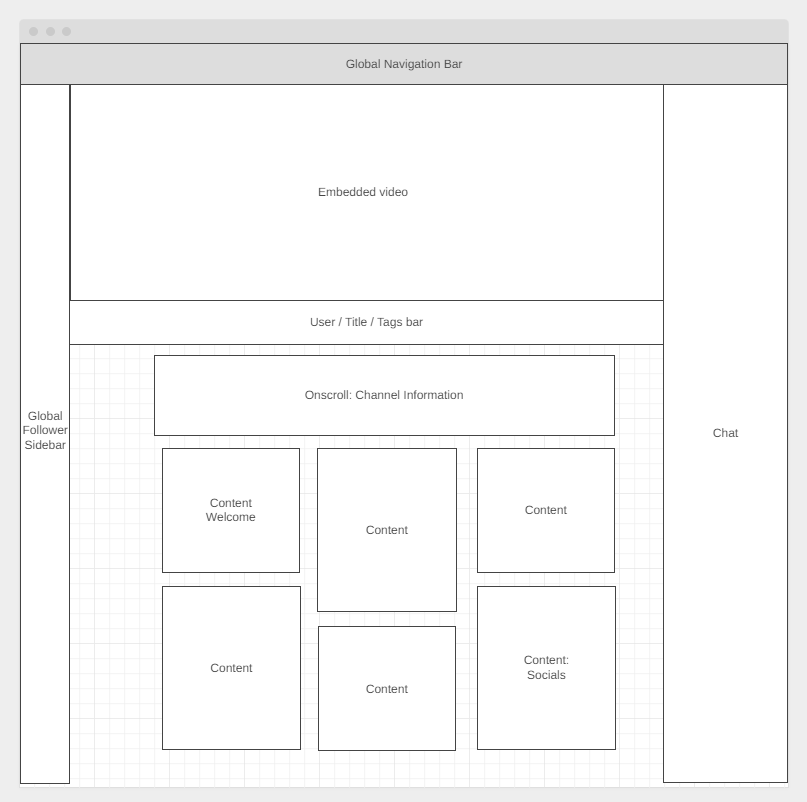 Global Navigation Bar
Embedded video
User / Title / Tags bar
Global
Follower
Sidebar
Onscroll: Channel Information
Content
Welcome
Content
Content
Content
Content
Content:
Socials
Chat